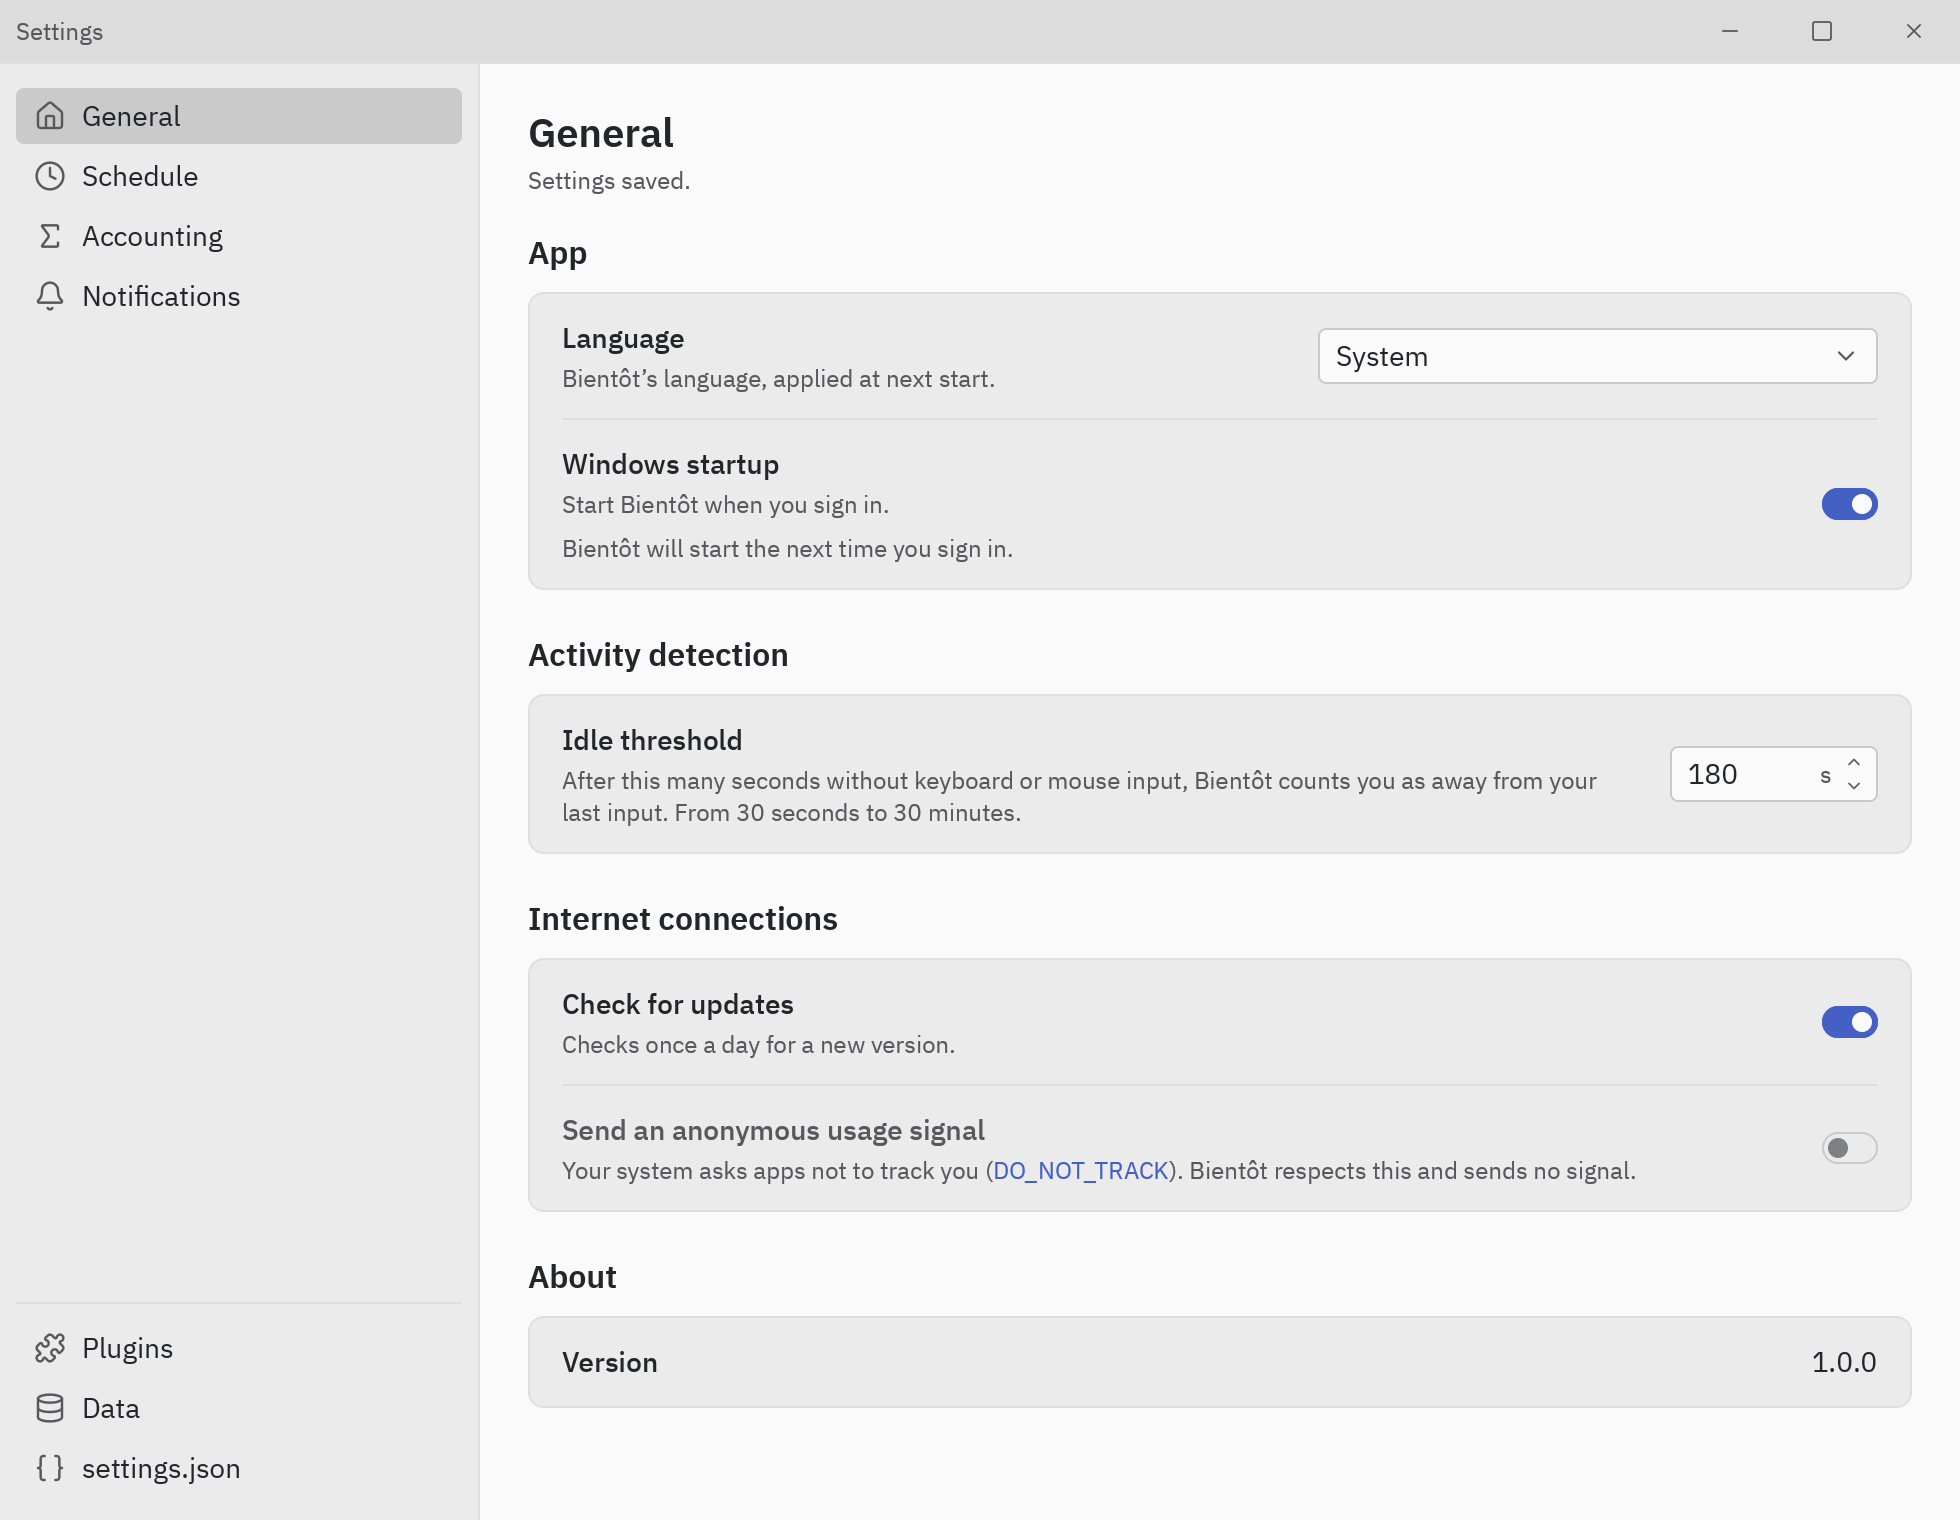 Settings
General
Schedule
Accounting
Notifications
Plugins
Data
settings.json
General
Settings saved.
App
Language
Bientôt’s language, applied at next start.
System
Windows startup
Start Bientôt when you sign in.
Bientôt will start the next time you sign in.
Activity detection
Idle threshold
After this many seconds without keyboard or mouse input, Bientôt counts you as away from your
last input. From 30 seconds to 30 minutes.
180 s
Internet connections
Check for updates
Checks once a day for a new version.
Send an anonymous usage signal
Your system asks apps not to track you (DO_NOT_TRACK). Bientôt respects this and sends no signal.
About
Version
1.0.0